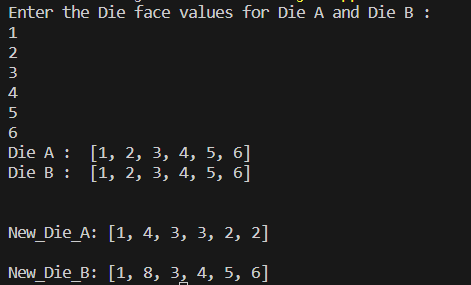 Enter the Die face values for Die A and Die B :
1
2
3
4
5
6
Die A :  [1, 2, 3, 4, 5, 6]
Die B :  [1, 2, 3, 4, 5, 6]
New_Die_A: [1, 4, 3, 3, 2, 2]
New_Die_B: [1, 8, 3, 4, 5, 6]